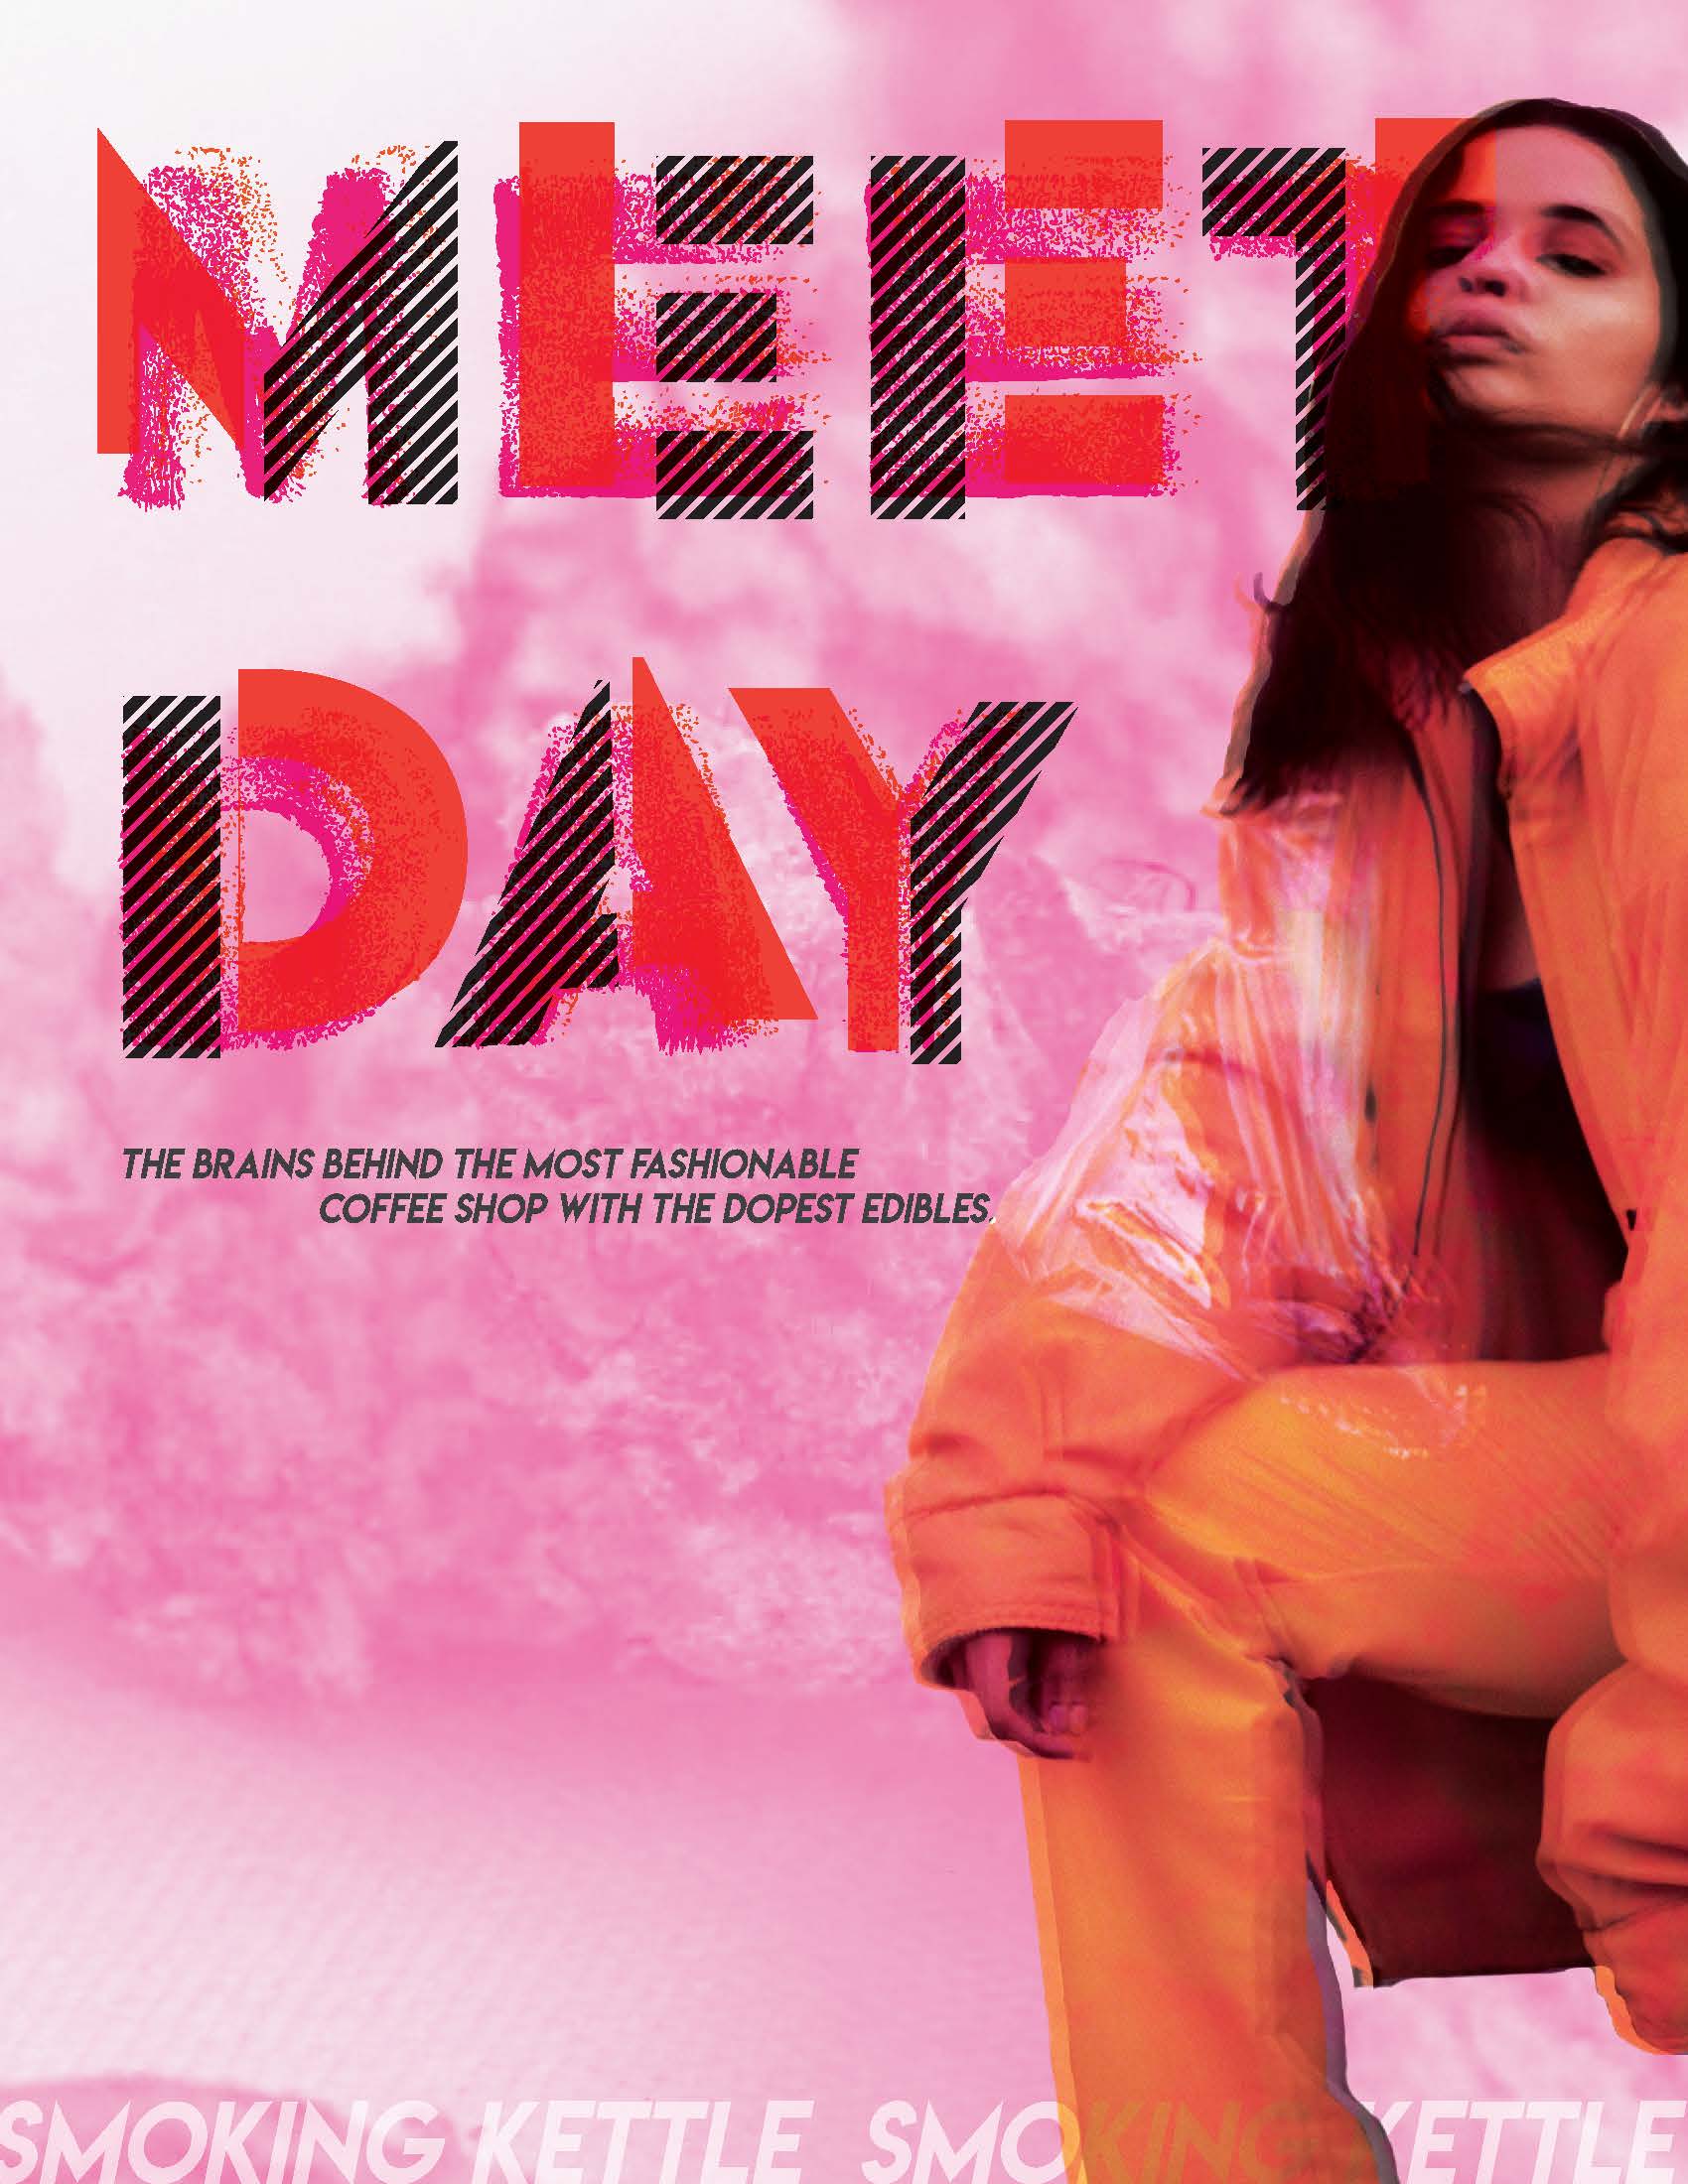 MEET
DAY
THE BRAINS BEHIND THE MOST FASHIONABLE
COFFEE SHOP WITH THE DOPEST EDIBLES.
SMOKING KETTLE SMOKING KETTLE